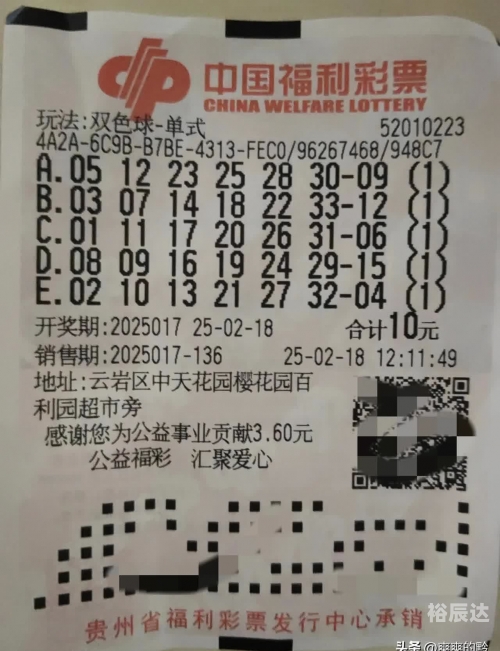 中国福利彩票
CHINA WELFARE LOTTERY
玩法:双色球-单式 52010223
4A2A-6C9B-B7BE-4313-FEC0/96267468/948C7
A.05 12 23 25 28 30-09 (1)
B.03 07 14 18 22 33-12 (1)
C.01 11 17 20 26 31-06 (1)
D.08 09 16 19 24 29-15 (1)
E.02 10 13 21 27 32-04 (1)
开奖期:2025017 25-02-18 合计10元
销售期:2025017-136 25-02-18 12:11:49
地址:云岩区中天花园樱花园百
利园超市旁
感谢您为公益事业贡献3.60元
公益福彩 汇聚爱心
贵州省福利彩票发行中心承销
裕辰达
头条@爽爽的黔